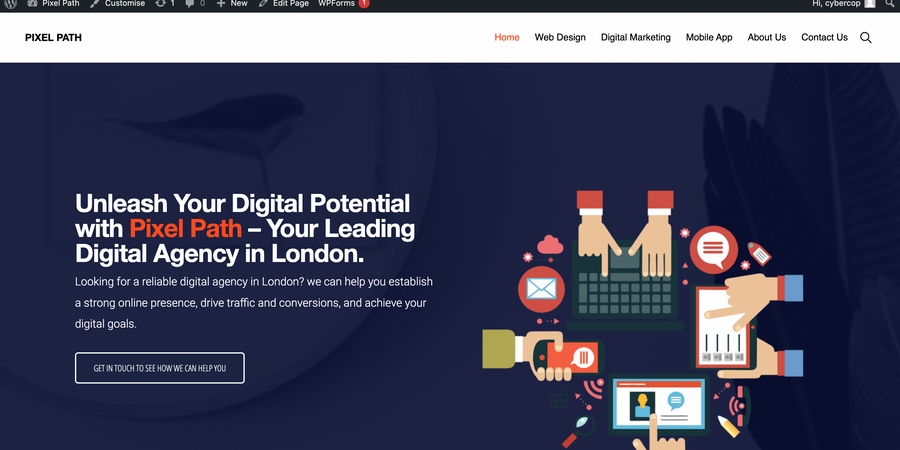 Pixel Path Customise 1 0 New Edit Page WPForms 1 Hi, cybercop
PIXEL PATH
Home Web Design Digital Marketing Mobile App About Us Contact Us
Unleash Your Digital Potential
with Pixel Path – Your Leading
Digital Agency in London.
Looking for a reliable digital agency in London? we can help you establish
a strong online presence, drive traffic and conversions, and achieve your
digital goals.
GET IN TOUCH TO SEE HOW WE CAN HELP YOU